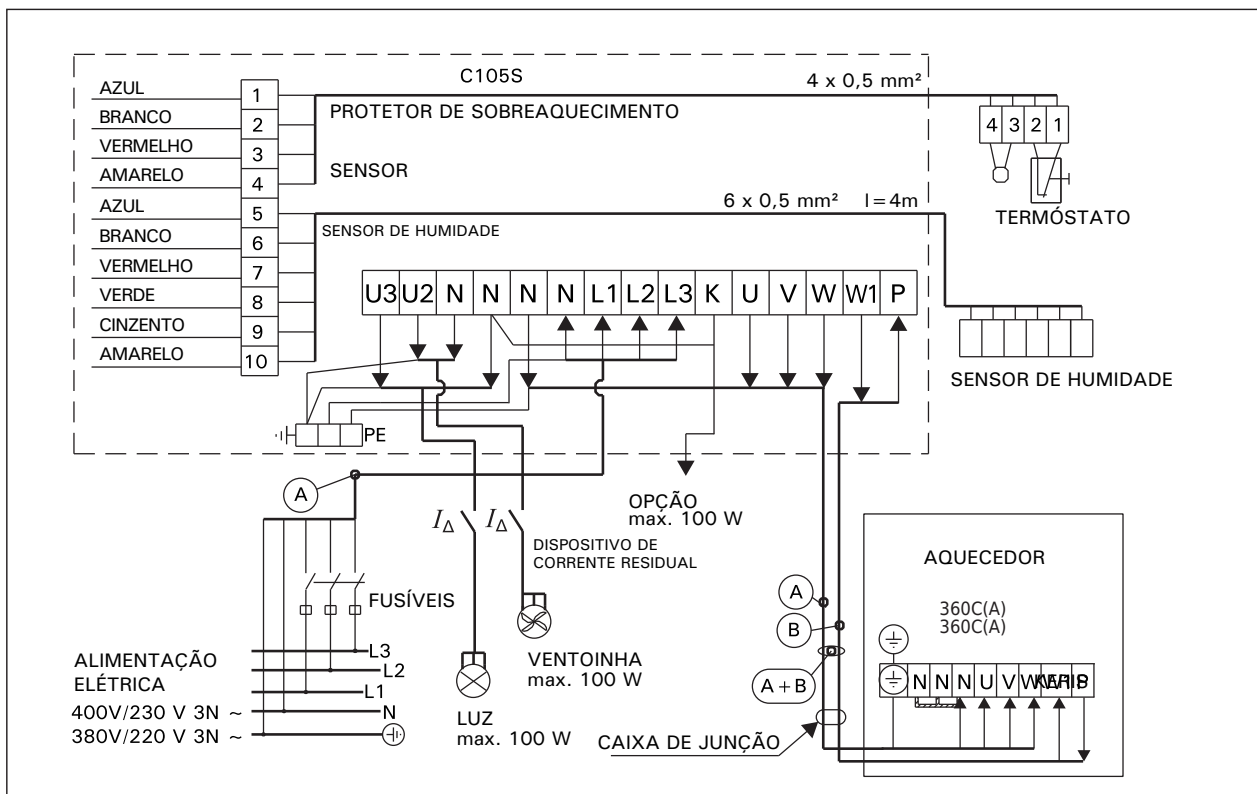 C105S
4 x 0,5 mm²
AZUL
1
PROTETOR DE SOBREAQUECIMENTO
BRANCO
2
VERMELHO
3
SENSOR
AMARELO
4
4 3 2 1
TERMÓSTATO
AZUL
5
6 x 0,5 mm² l=4m
BRANCO
6
SENSOR DE HUMIDADE
VERMELHO
7
VERDE
8
CINZENTO
9
AMARELO
10
U3 U2 N N N N L1 L2 L3 K U V W W1 P
SENSOR DE HUMIDADE
PE
A
OPÇÃO
max. 100 W
I∆ I∆
DISPOSITIVO DE
CORRENTE RESIDUAL
FUSÍVEIS
VENTOINHA
max. 100 W
LUZ
max. 100 W
ALIMENTAÇÃO
ELÉTRICA
L3
L2
L1
400V/230 V 3N ~
N
380V/220 V 3N ~
A
B
A+B
CAIXA DE JUNÇÃO
AQUECEDOR
360C(A)
360C(A)
N N N U V W P